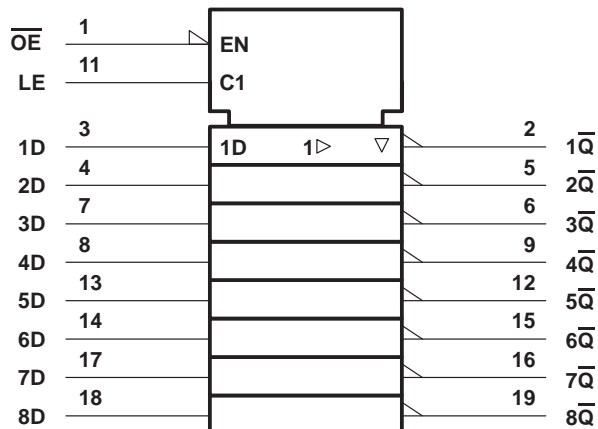 O̅E̅ 1 EN
LE 11 C1
1D 3 1D 1▷ ▽ 2 1Q̅
2D 4 5 2Q̅
3D 7 6 3Q̅
4D 8 9 4Q̅
5D 13 12 5Q̅
6D 14 15 6Q̅
7D 17 16 7Q̅
8D 18 19 8Q̅